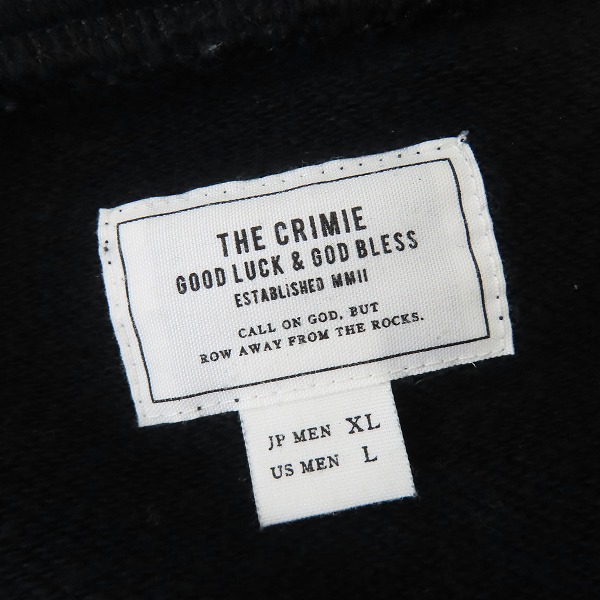 THE CRIMIE
GOOD LUCK & GOD BLESS
ESTABLISHED MMII
CALL ON GOD, BUT
ROW AWAY FROM THE ROCKS.
JP MEN XL
US MEN L